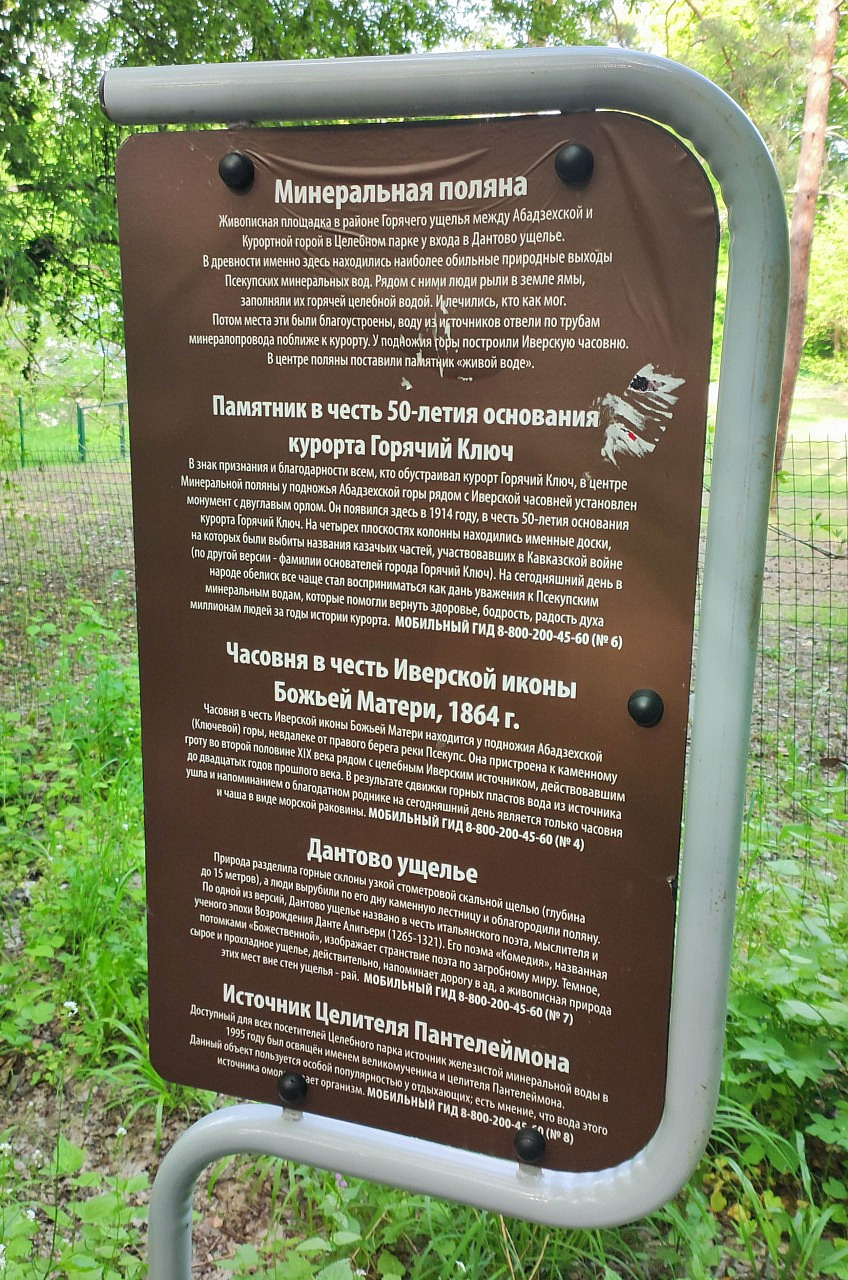 Минеральная поляна
Живописная площадка в районе Горячего ущелья между Абадзехской и
Курортной горой в Целебном парке у входа в Дантово ущелье.
В древности именно здесь находились наиболее обильные природные выходы
Псекупских минеральных вод. Рядом с ними люди рыли в земле ямы,
заполняли их горячей целебной водой. И лечились, кто как мог.
Потом места эти были благоустроены, воду из источников отвели по трубам
минералопровода поближе к курорту. У подножия горы построили Иверскую часовню.
В центре поляны поставили памятник «живой воде».
Памятник в честь 50-летия основания
курорта Горячий Ключ
В знак признания и благодарности всем, кто обустраивал курорт Горячий Ключ, в центре
Минеральной поляны у подножья Абадзехской горы рядом с Иверской часовней установлен
монумент с двуглавым орлом. Он появился здесь в 1914 году, в честь 50-летия основания
курорта Горячий Ключ. На четырех плоскостях колонны находились именные доски,
на которых были выбиты названия казачьих частей, участвовавших в Кавказской войне
(по другой версии - фамилии основателей города Горячий Ключ). На сегодняшний день в
народе обелиск все чаще стал восприниматься как дань уважения к Псекупским
минеральным водам, которые помогли вернуть здоровье, бодрость, радость духа
миллионам людей за годы истории курорта. МОБИЛЬНЫЙ ГИД 8-800-200-45-60 (№ 6)
Часовня в честь Иверской иконы
Божьей Матери, 1864 г.
Часовня в честь Иверской иконы Божьей Матери находится у подножия Абадзехской
(Ключевой) горы, невдалеке от правого берега реки Псекупс. Она пристроена к каменному
гроту во второй половине XIX века рядом с целебным Иверским источником, действовавшим
до двадцатых годов прошлого века. В результате сдвижки горных пластов вода из источника
ушла и напоминанием о благодатном роднике на сегодняшний день является только часовня
и чаша в виде морской раковины. МОБИЛЬНЫЙ ГИД 8-800-200-45-60 (№ 4)
Дантово ущелье
Природа разделила горные склоны узкой стометровой скальной щелью (глубина
до 15 метров), а люди вырубили по его дну каменную лестницу и облагородили поляну.
По одной из версий, Дантово ущелье названо в честь итальянского поэта, мыслителя и
ученого эпохи Возрождения Данте Алигьери (1265-1321). Его поэма «Комедия», названная
потомками «Божественной», изображает странствие поэта по загробному миру. Темное,
сырое и прохладное ущелье, действительно, напоминает дорогу в ад, а живописная природа
этих мест вне стен ущелья - рай. МОБИЛЬНЫЙ ГИД 8-800-200-45-60 (№ 7)
Источник Целителя Пантелеймона
Доступный для всех посетителей Целебного парка источник железистой минеральной воды в
1995 году был освящён именем великомученика и целителя Пантелеймона.
Данный объект пользуется особой популярностью у отдыхающих; есть мнение, что вода этого
источника организм. МОБИЛЬНЫЙ ГИД 8-800-200-45-60 (№ 8)